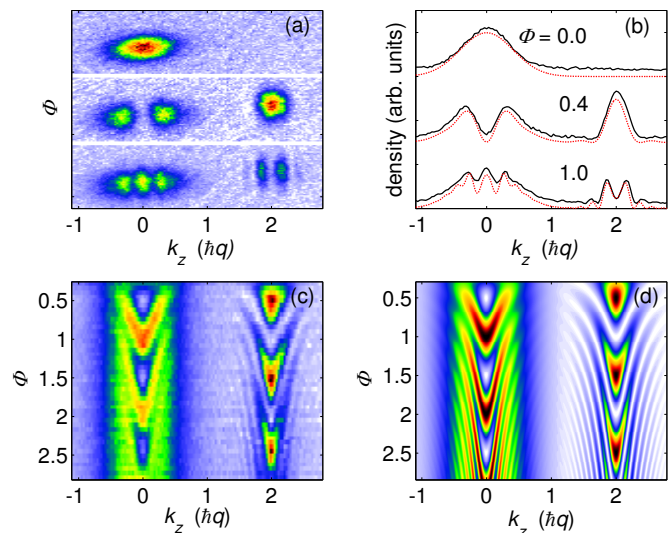 (a)
Φ
-1 0 1 2
k_z (ħq)
(b)
density (arb. units)
Φ = 0.0
0.4
1.0
-1 0 1 2
k_z (ħq)
(c)
Φ
0.5
1
1.5
2
2.5
-1 0 1 2
k_z (ħq)
(d)
Φ
0.5
1
1.5
2
2.5
-1 0 1 2
k_z (ħq)